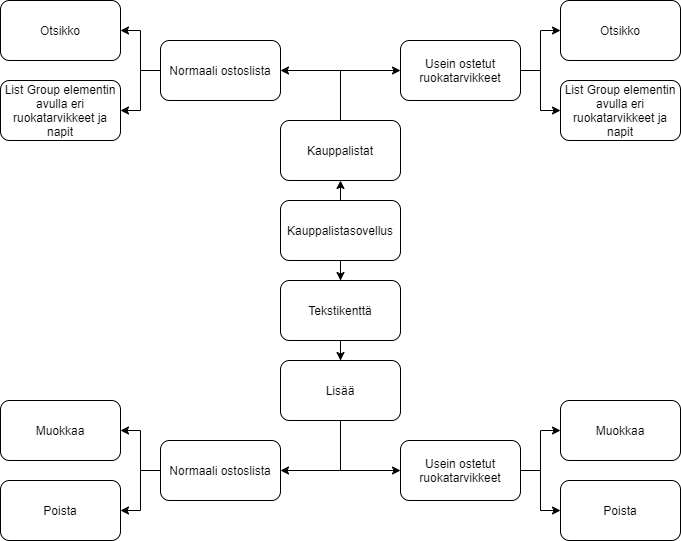 Otsikko
Otsikko
Normaali ostoslista
Usein ostetut
ruokatarvikkeet
List Group elementin
avulla eri
ruokatarvikkeet ja
napit
List Group elementin
avulla eri
ruokatarvikkeet ja
napit
Kauppalistat
Kauppalistasovellus
Tekstikenttä
Lisää
Muokkaa
Muokkaa
Normaali ostoslista
Usein ostetut
ruokatarvikkeet
Poista
Poista